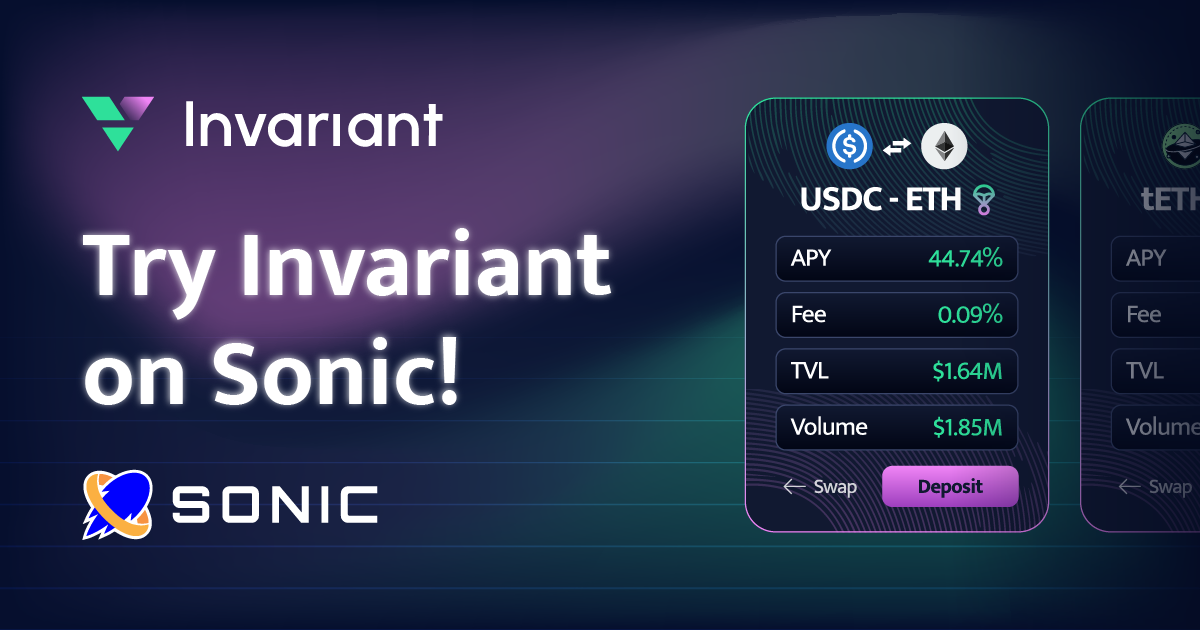 Invariant
Try Invariant
on Sonic!
SONIC
USDC - ETH
APY 44.74%
Fee 0.09%
TVL $1.64M
Volume $1.85M
Swap Deposit
tETH
APY
Fee
TVL
Volume
Swap